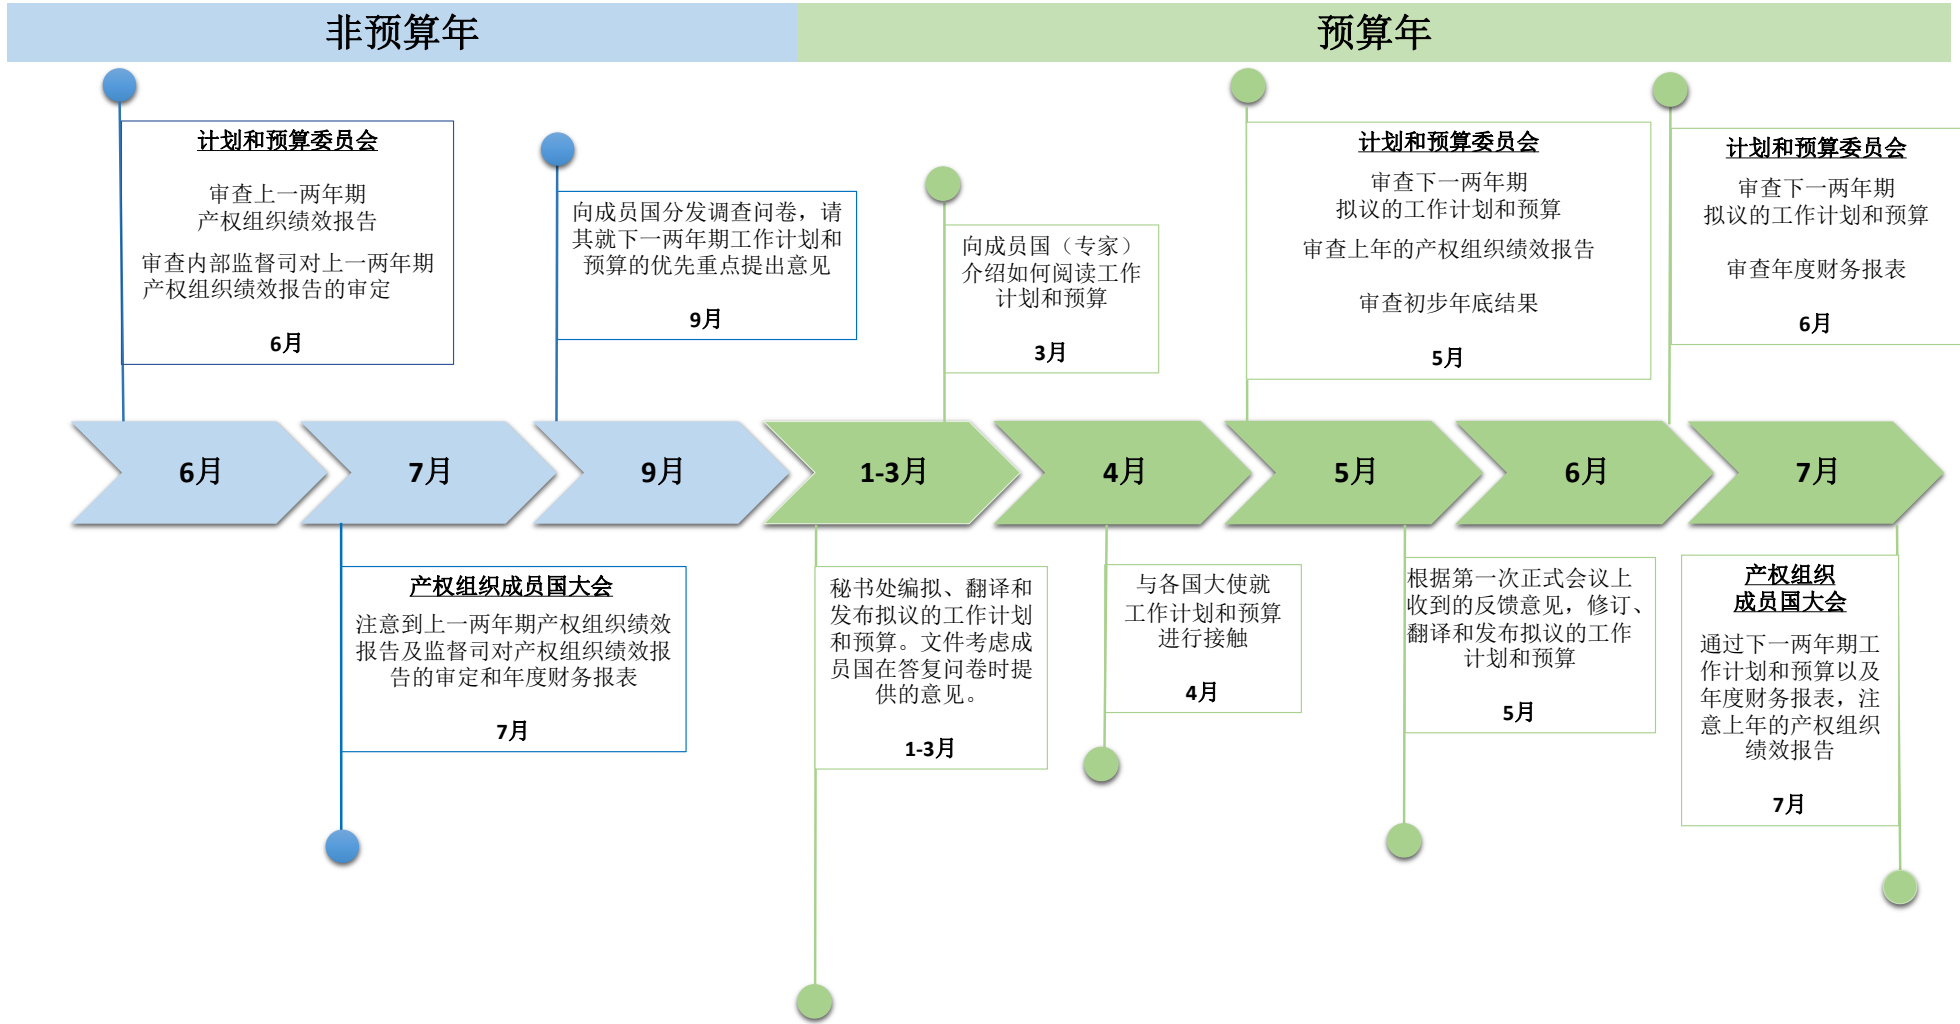 非预算年
预算年
计划和预算委员会
审查上一两年期
产权组织绩效报告
审查内部监督司对上一两年期
产权组织绩效报告的审定
6月
向成员国分发调查问卷，请
其就下一两年期工作计划和
预算的优先重点提出意见
9月
向成员国（专家）
介绍如何阅读工作
计划和预算
3月
计划和预算委员会
审查下一两年期
拟议的工作计划和预算
审查上年的产权组织绩效报告
审查初步年底结果
5月
计划和预算委员会
审查下一两年期
拟议的工作计划和预算
审查年度财务报表
6月
6月
7月
9月
1-3月
4月
5月
6月
7月
产权组织成员国大会
注意到上一两年期产权组织绩效
报告及监督司对产权组织绩效报
告的审定和年度财务报表
7月
秘书处编拟、翻译和
发布拟议的工作计划
和预算。文件考虑成
员国在答复问卷时提
供的意见。
1-3月
与各国大使就
工作计划和预算
进行接触
4月
根据第一次正式会议上
收到的反馈意见，修订、
翻译和发布拟议的工作
计划和预算
5月
产权组织
成员国大会
通过下一两年期工
作计划和预算以及
年度财务报表，注
意上年的产权组织
绩效报告
7月